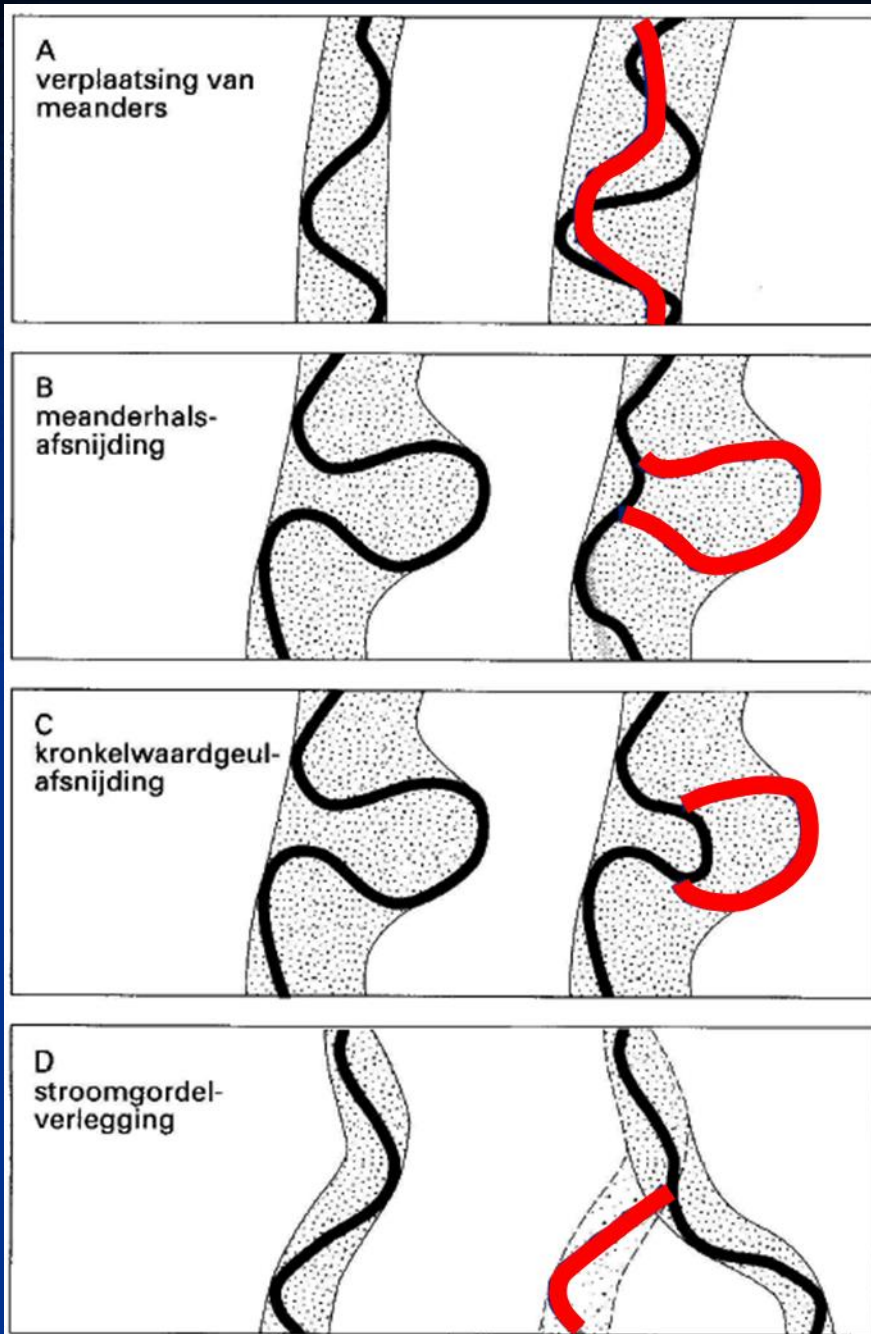 A
verplaatsing van
meanders
B
meanderhals-
afsnijding
C
kronkelwaardgeul-
afsnijding
D
stroomgordel-
verlegging